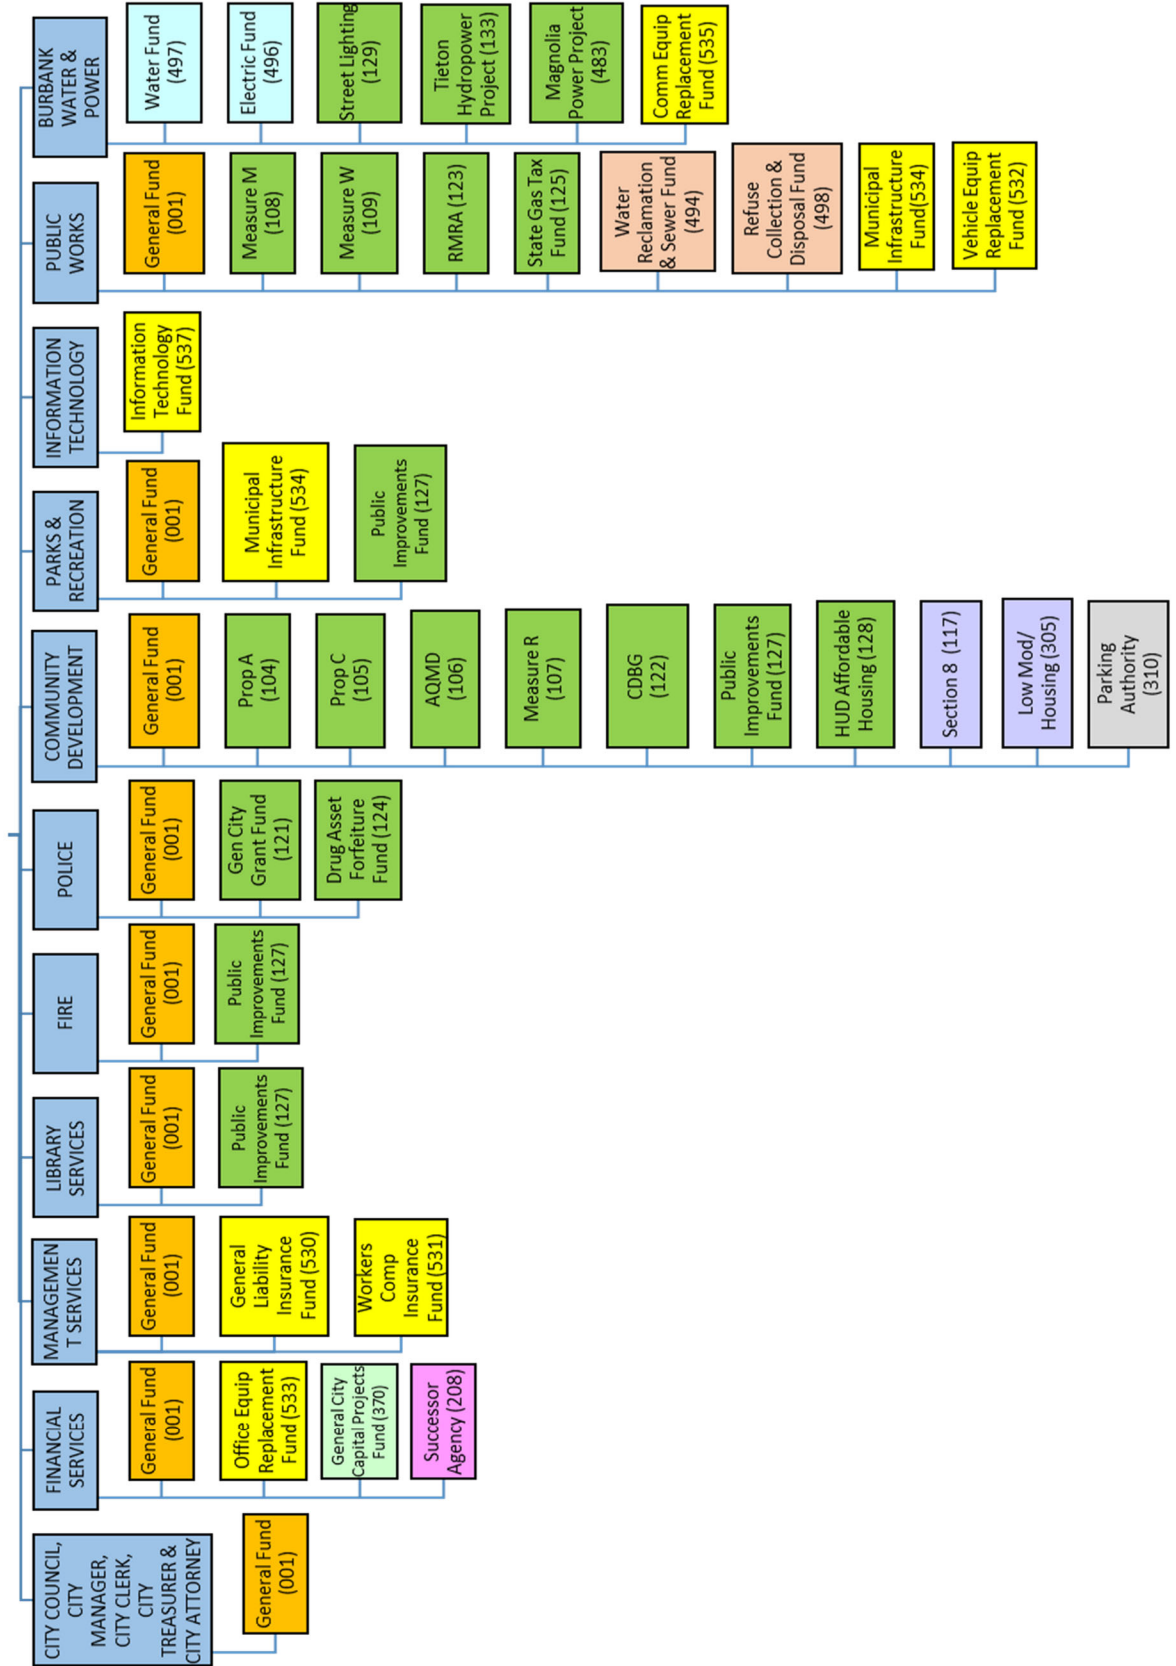 CITY COUNCIL,
CITY
MANAGER,
CITY CLERK,
CITY
TREASURER &
CITY ATTORNEY
General Fund
(001)
FINANCIAL
SERVICES
General Fund
(001)
Office Equip
Replacement
Fund (533)
General City
Capital Projects
Fund (370)
Successor
Agency (208)
MANAGEMEN
T SERVICES
General Fund
(001)
General
Liability
Insurance
Fund (530)
Workers
Comp
Insurance
Fund (531)
LIBRARY
SERVICES
General Fund
(001)
Public
Improvements
Fund (127)
FIRE
General Fund
(001)
Public
Improvements
Fund (127)
POLICE
General Fund
(001)
Gen City
Grant Fund
(121)
Drug Asset
Forfeiture
Fund (124)
COMMUNITY
DEVELOPMENT
General Fund
(001)
Prop A
(104)
Prop C
(105)
AQMD
(106)
Measure R
(107)
CDBG
(122)
Public
Improvements
Fund (127)
HUD Affordable
Housing (128)
Section 8 (117)
Low Mod/
Housing (305)
Parking
Authority
(310)
PARKS &
RECREATION
General Fund
(001)
Municipal
Infrastructure
Fund (534)
Public
Improvements
Fund (127)
INFORMATION
TECHNOLOGY
Information
Technology
Fund (537)
PUBLIC
WORKS
General Fund
(001)
Measure M
(108)
Measure W
(109)
RMRA (123)
State Gas Tax
Fund (125)
Water
Reclamation
& Sewer Fund
(494)
Refuse
Collection &
Disposal Fund
(498)
Municipal
Infrastructure
Fund(534)
Vehicle Equip
Replacement
Fund (532)
BURBANK
WATER &
POWER
Water Fund
(497)
Electric Fund
(496)
Street Lighting
(129)
Tieton
Hydropower
Project (133)
Magnolia
Power Project
(483)
Comm Equip
Replacement
Fund (535)